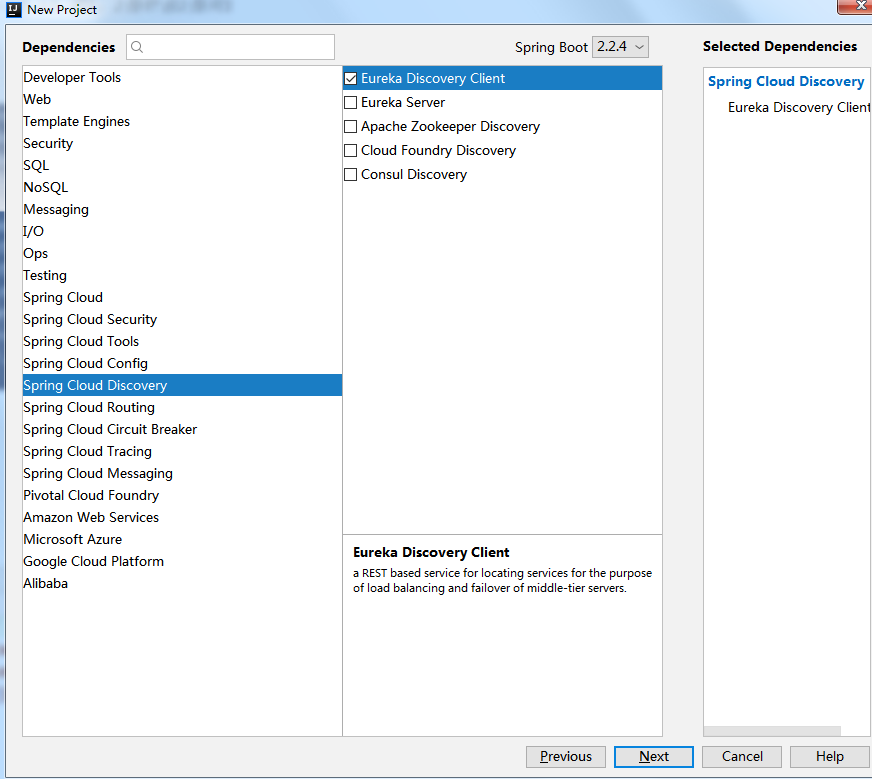 New Project
Dependencies
Spring Boot 2.2.4
Selected Dependencies
Developer Tools
Web
Template Engines
Security
SQL
NoSQL
Messaging
I/O
Ops
Testing
Spring Cloud
Spring Cloud Security
Spring Cloud Tools
Spring Cloud Config
Spring Cloud Discovery
Spring Cloud Routing
Spring Cloud Circuit Breaker
Spring Cloud Tracing
Spring Cloud Messaging
Pivotal Cloud Foundry
Amazon Web Services
Microsoft Azure
Google Cloud Platform
Alibaba
Eureka Discovery Client
Eureka Server
Apache Zookeeper Discovery
Cloud Foundry Discovery
Consul Discovery
Eureka Discovery Client
a REST based service for locating services for the purpose
of load balancing and failover of middle-tier servers.
Spring Cloud Discovery
Eureka Discovery Client
Previous
Next
Cancel
Help